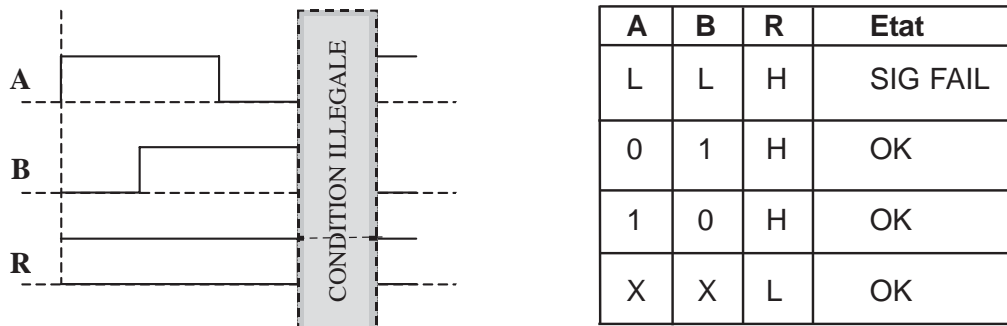 A
B
R
CONDITION ILLEGALE
A B R Etat
L L H SIG FAIL
0 1 H OK
1 0 H OK
X X L OK